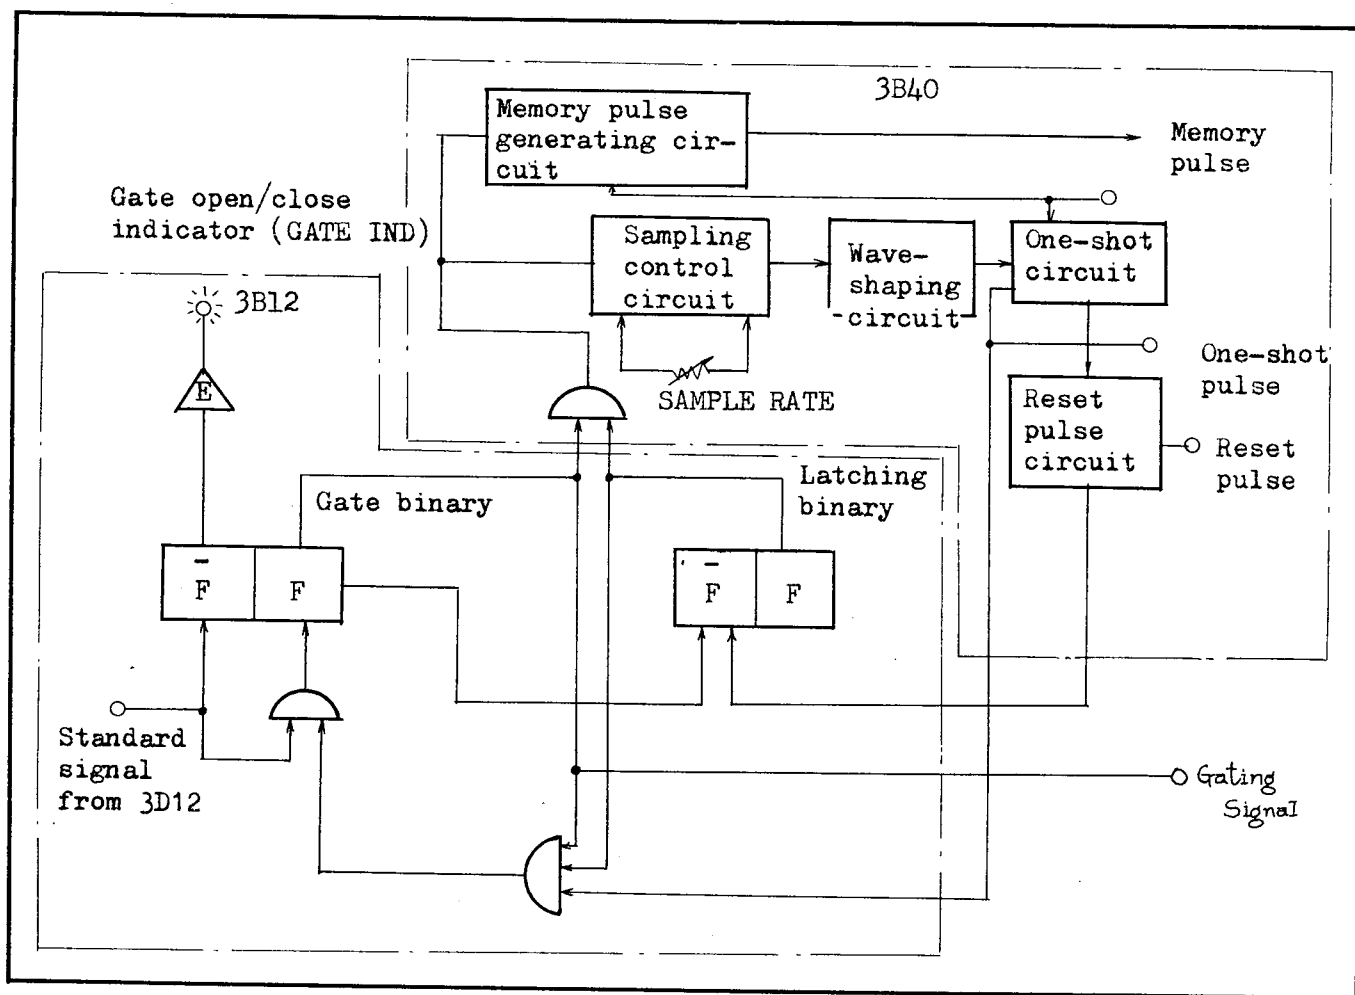 3B40
Memory pulse
generating cir-
cuit
Memory
pulse
Gate open/close
indicator (GATE IND)
Sampling
control
circuit
Wave-
shaping
circuit
One-shot
circuit
3B12
One-shot
pulse
E
SAMPLE RATE
Reset
pulse
circuit
Reset
pulse
Gate binary
Latching
binary
F̅
F
F̅
F
Standard
signal
from 3D12
Gating
Signal